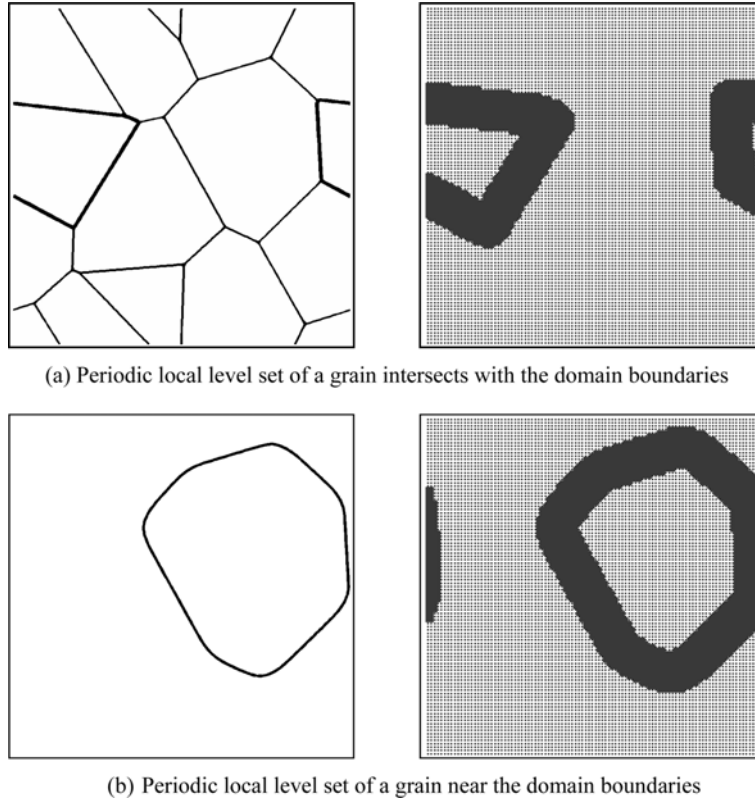 (a) Periodic local level set of a grain intersects with the domain boundaries
(b) Periodic local level set of a grain near the domain boundaries